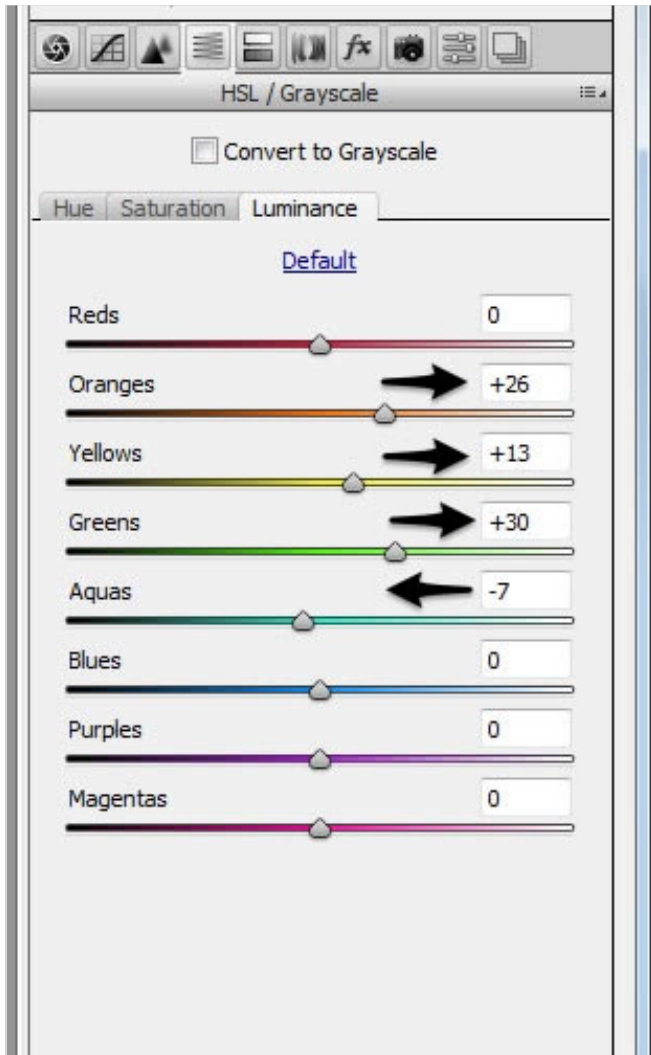 fx
HSL / Grayscale
Convert to Grayscale
Hue Saturation Luminance
Default
Reds 0
Oranges +26
Yellows +13
Greens +30
Aquas -7
Blues 0
Purples 0
Magentas 0